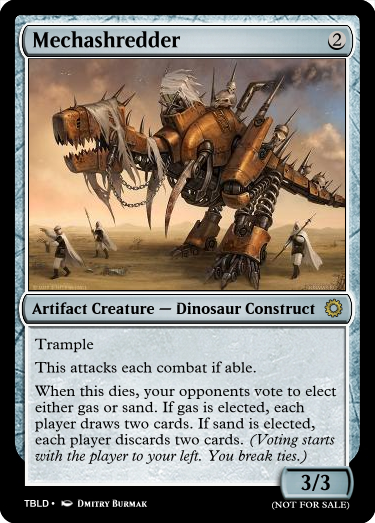 Mechashredder
2
Artifact Creature — Dinosaur Construct
Trample
This attacks each combat if able.
When this dies, your opponents vote to elect
either gas or sand. If gas is elected, each
player draws two cards. If sand is elected,
each player discards two cards. (Voting starts
with the player to your left. You break ties.)
3/3
TBLD • Dmitry Burmak
(NOT FOR SALE)